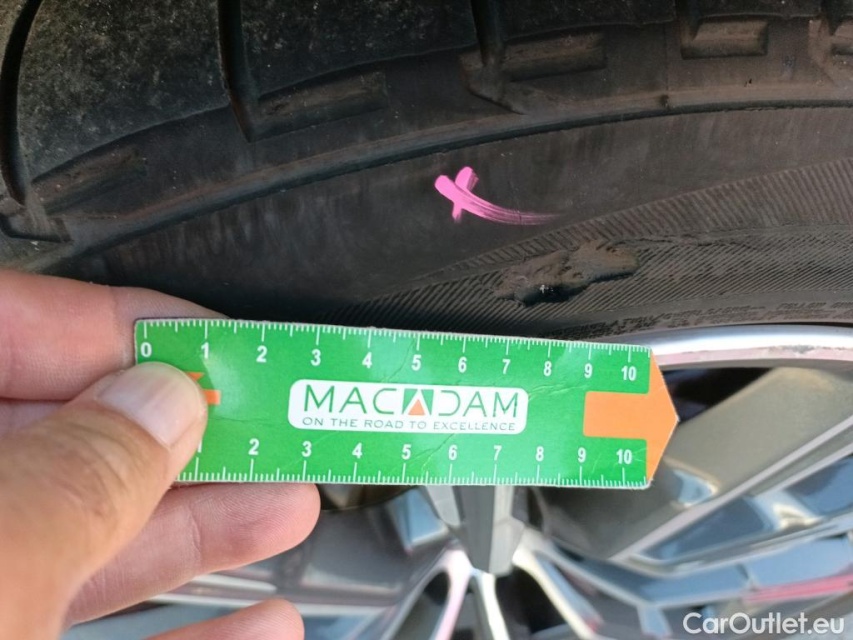 0 1 2 3 4 5 6 7 8 9 10
MACADAM
ON THE ROAD TO EXCELLENCE
2 3 4 5 6 7 8 9 10
CarOutlet.eu